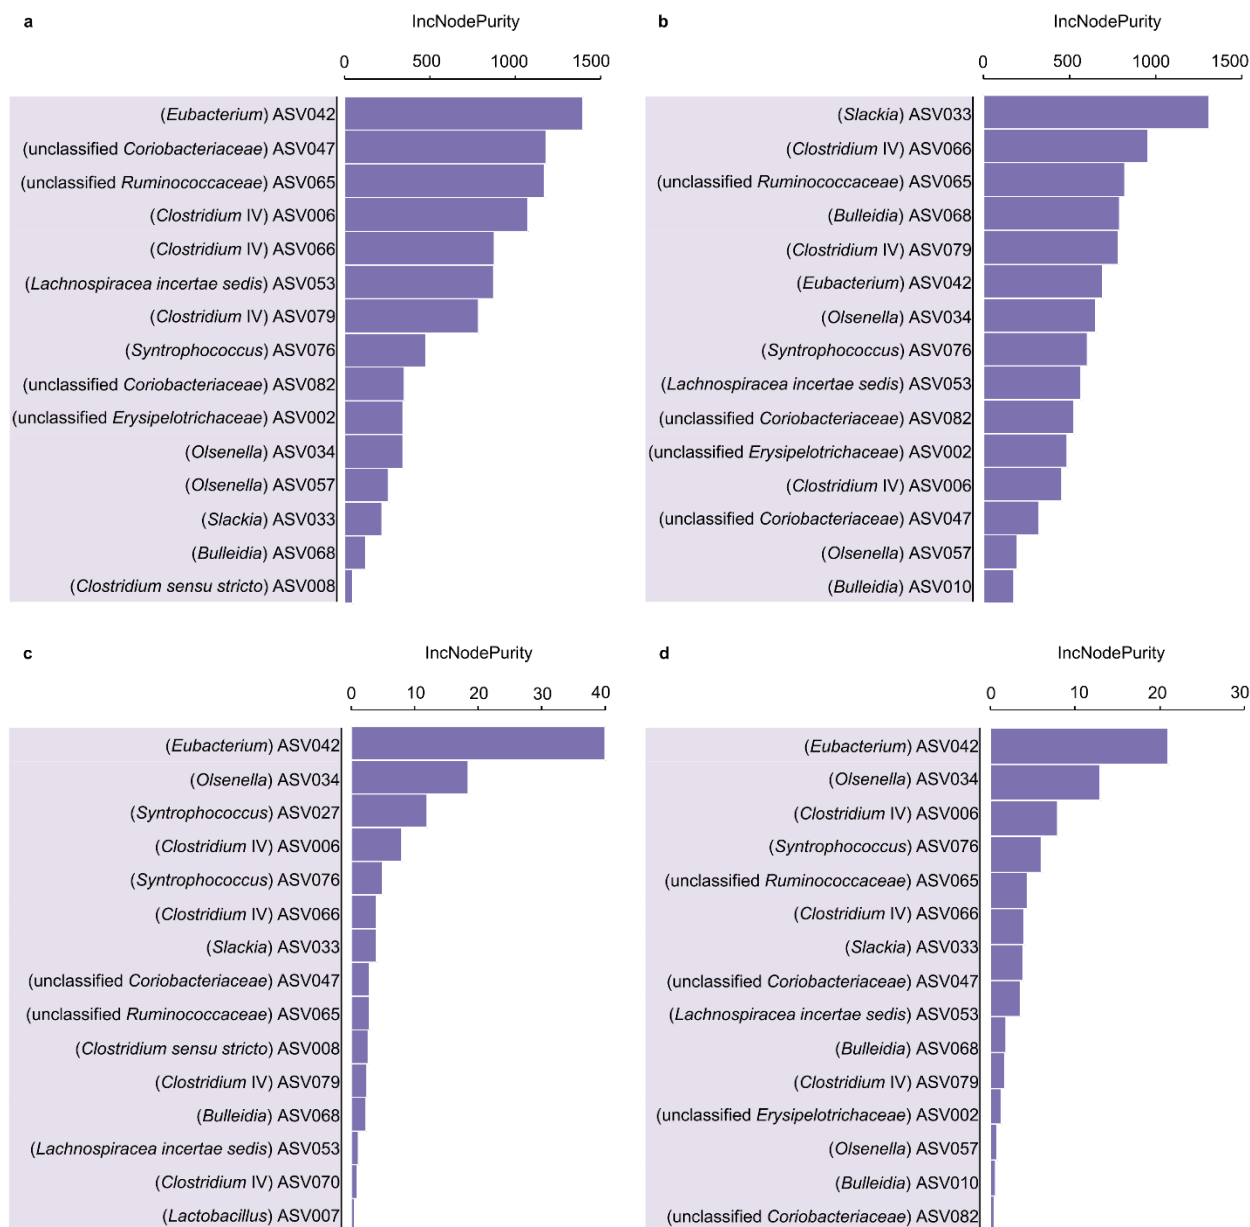 a
IncNodePurity
0 500 1000 1500
(Eubacterium) ASV042
(unclassified Coriobacteriaceae) ASV047
(unclassified Ruminococcaceae) ASV065
(Clostridium IV) ASV006
(Clostridium IV) ASV066
(Lachnospiracea incertae sedis) ASV053
(Clostridium IV) ASV079
(Syntrophococcus) ASV076
(unclassified Coriobacteriaceae) ASV082
(unclassified Erysipelotrichaceae) ASV002
(Olsenella) ASV034
(Olsenella) ASV057
(Slackia) ASV033
(Bulleidia) ASV068
(Clostridium sensu stricto) ASV008
b
IncNodePurity
0 500 1000 1500
(Slackia) ASV033
(Clostridium IV) ASV066
(unclassified Ruminococcaceae) ASV065
(Bulleidia) ASV068
(Clostridium IV) ASV079
(Eubacterium) ASV042
(Olsenella) ASV034
(Syntrophococcus) ASV076
(Lachnospiracea incertae sedis) ASV053
(unclassified Coriobacteriaceae) ASV082
(unclassified Erysipelotrichaceae) ASV002
(Clostridium IV) ASV006
(unclassified Coriobacteriaceae) ASV047
(Olsenella) ASV057
(Bulleidia) ASV010
c
IncNodePurity
0 10 20 30 40
(Eubacterium) ASV042
(Olsenella) ASV034
(Syntrophococcus) ASV027
(Clostridium IV) ASV006
(Syntrophococcus) ASV076
(Clostridium IV) ASV066
(Slackia) ASV033
(unclassified Coriobacteriaceae) ASV047
(unclassified Ruminococcaceae) ASV065
(Clostridium sensu stricto) ASV008
(Clostridium IV) ASV079
(Bulleidia) ASV068
(Lachnospiracea incertae sedis) ASV053
(Clostridium IV) ASV070
(Lactobacillus) ASV007
d
IncNodePurity
0 10 20 30
(Eubacterium) ASV042
(Olsenella) ASV034
(Clostridium IV) ASV006
(Syntrophococcus) ASV076
(unclassified Ruminococcaceae) ASV065
(Clostridium IV) ASV066
(Slackia) ASV033
(unclassified Coriobacteriaceae) ASV047
(Lachnospiracea incertae sedis) ASV053
(Bulleidia) ASV068
(Clostridium IV) ASV079
(unclassified Erysipelotrichaceae) ASV002
(Olsenella) ASV057
(Bulleidia) ASV010
(unclassified Coriobacteriaceae) ASV082